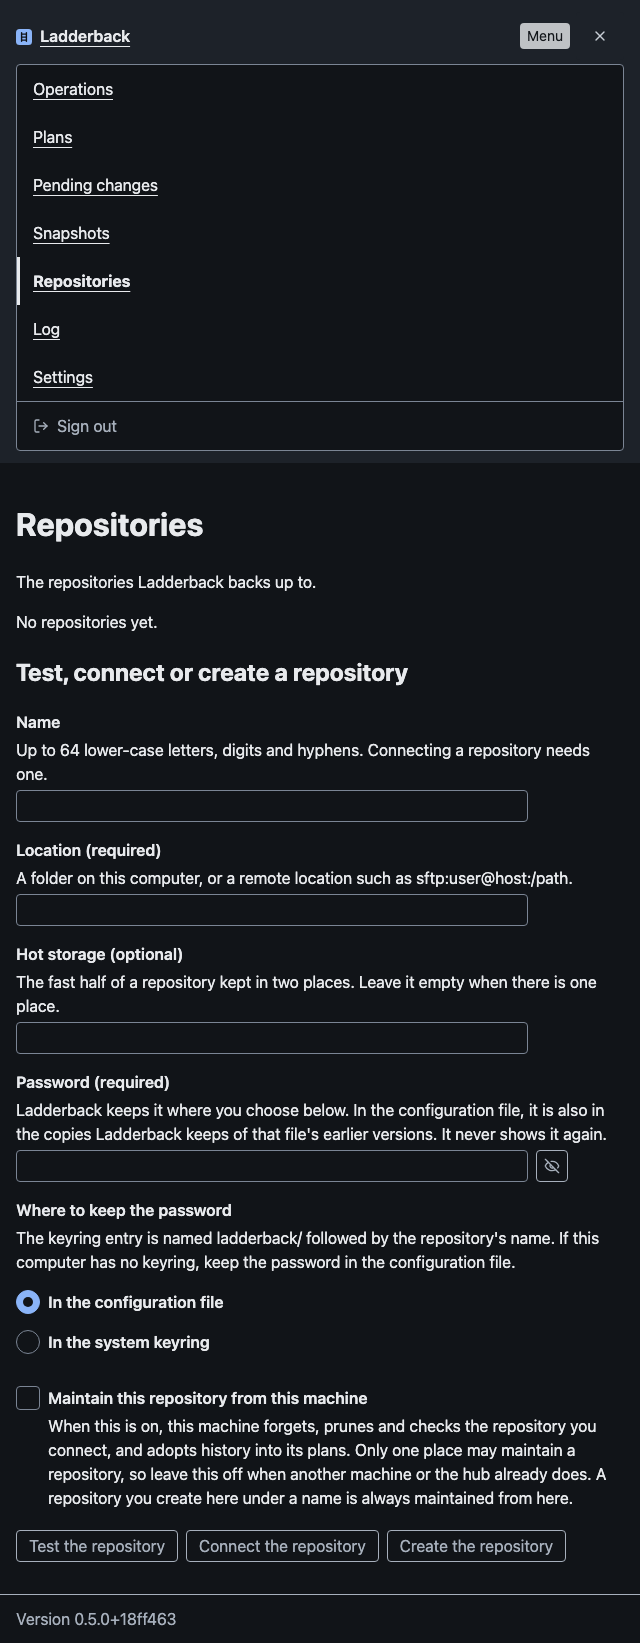 Ladderback
Menu
Operations
Plans
Pending changes
Snapshots
Repositories
Log
Settings
Sign out
Repositories
The repositories Ladderback backs up to.
No repositories yet.
Test, connect or create a repository
Name
Up to 64 lower-case letters, digits and hyphens. Connecting a repository needs
one.
Location (required)
A folder on this computer, or a remote location such as sftp:user@host:/path.
Hot storage (optional)
The fast half of a repository kept in two places. Leave it empty when there is one
place.
Password (required)
Ladderback keeps it where you choose below. In the configuration file, it is also in
the copies Ladderback keeps of that file's earlier versions. It never shows it again.
Where to keep the password
The keyring entry is named ladderback/ followed by the repository's name. If this
computer has no keyring, keep the password in the configuration file.
In the configuration file
In the system keyring
Maintain this repository from this machine
When this is on, this machine forgets, prunes and checks the repository you
connect, and adopts history into its plans. Only one place may maintain a
repository, so leave this off when another machine or the hub already does. A
repository you create here under a name is always maintained from here.
Test the repository
Connect the repository
Create the repository
Version 0.5.0+18ff463